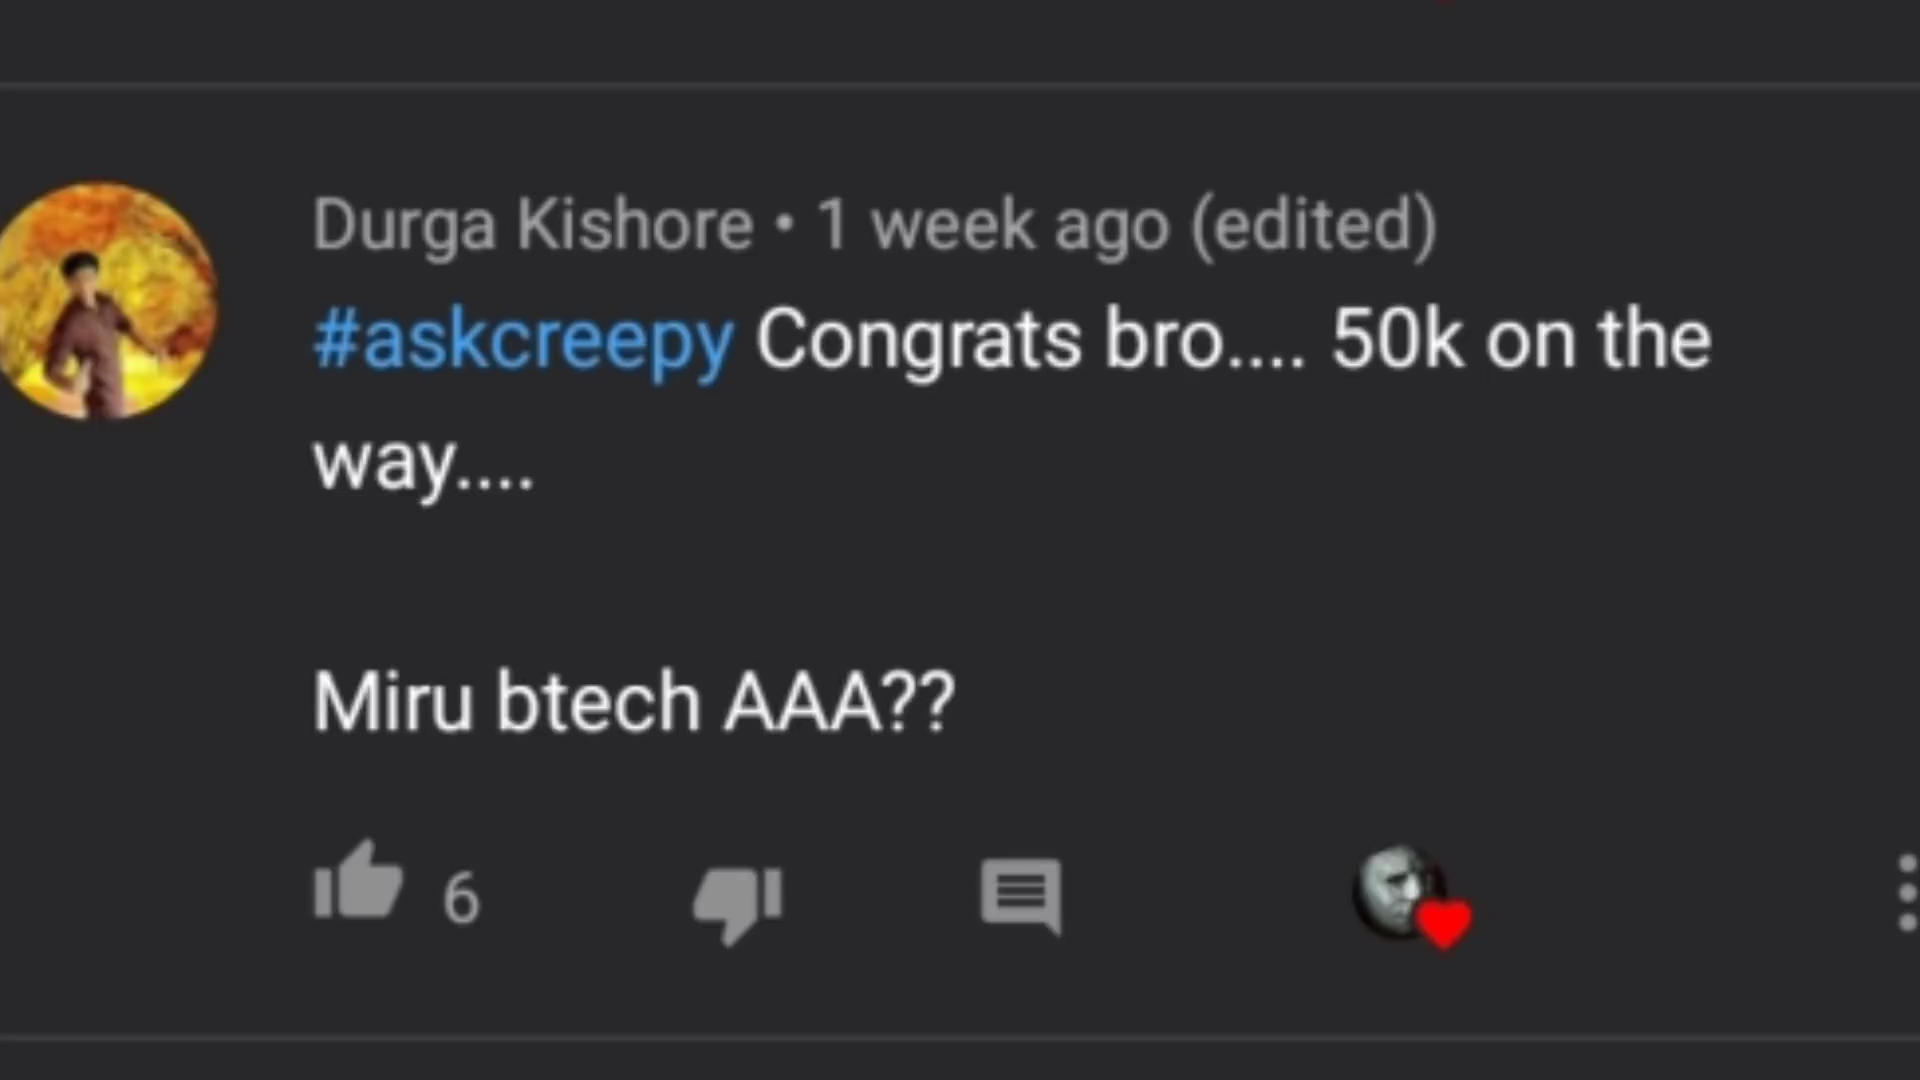 Durga Kishore • 1 week ago (edited)
#askcreepy Congrats bro.... 50k on the
way....
Miru btech AAA??
6